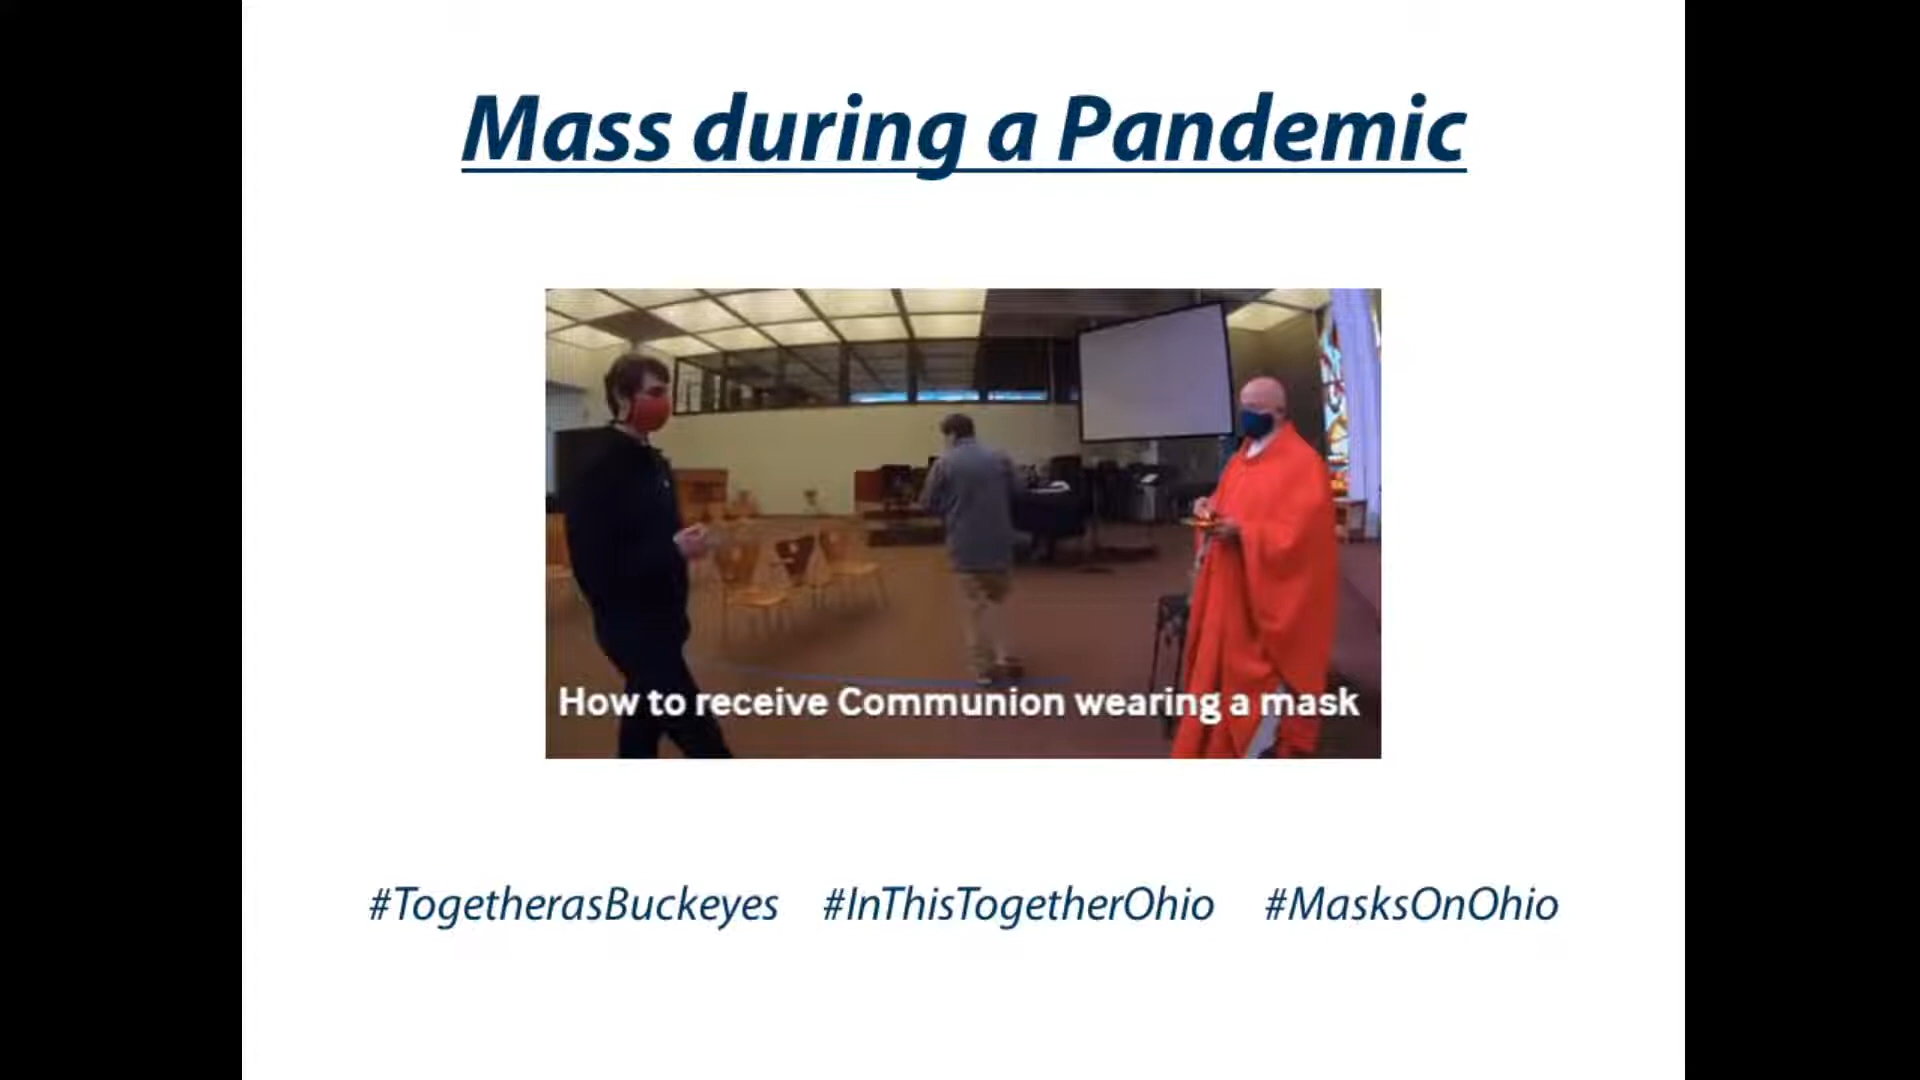 Mass during a Pandemic
How to receive Communion wearing a mask
#TogetherasBuckeyes #InThisTogetherOhio #MasksOnOhio